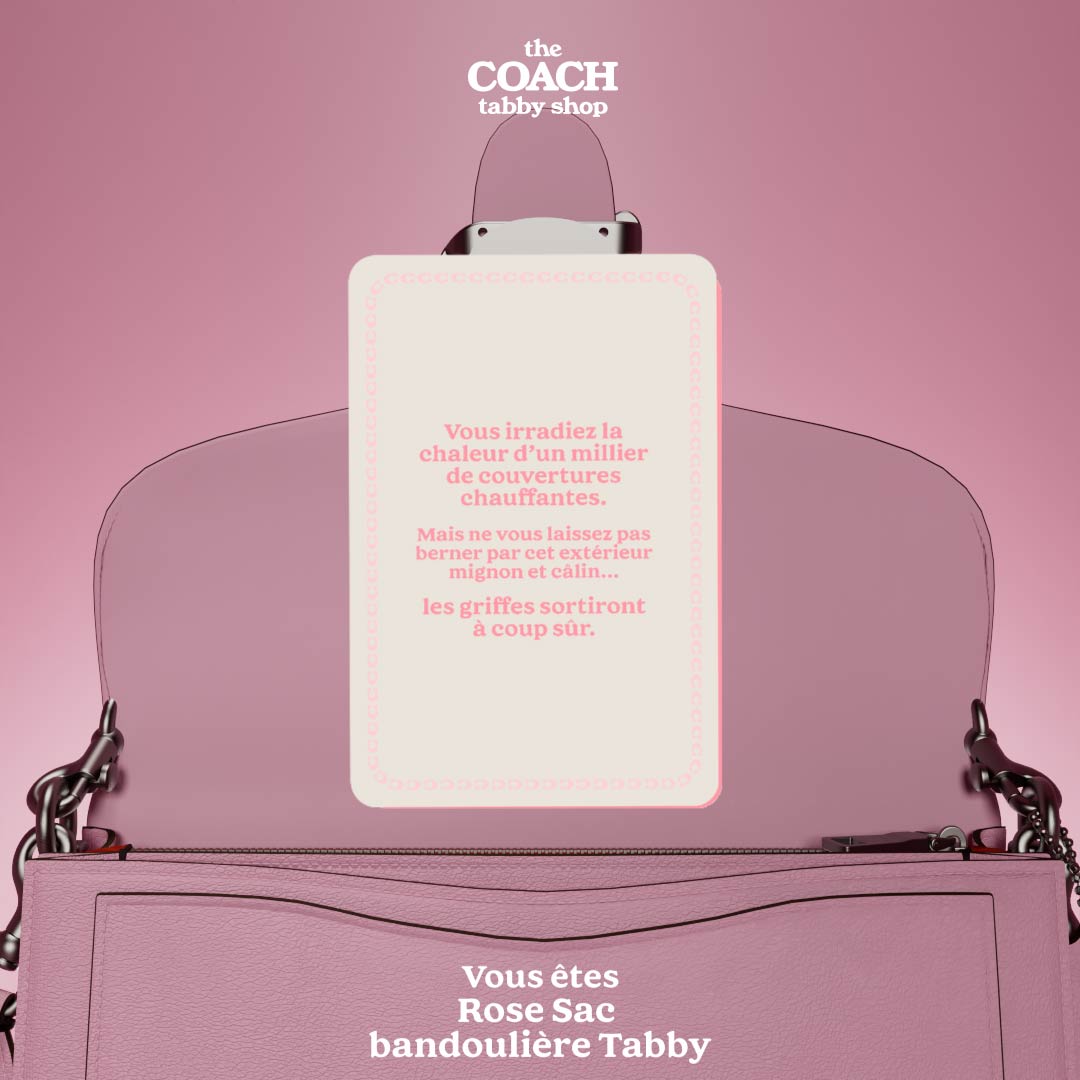 the
COACH
tabby shop
Vous irradiez la
chaleur d’un millier
de couvertures
chauffantes.
Mais ne vous laissez pas
berner par cet extérieur
mignon et câlin...
les griffes sortiront
à coup sûr.
Vous êtes
Rose Sac
bandoulière Tabby